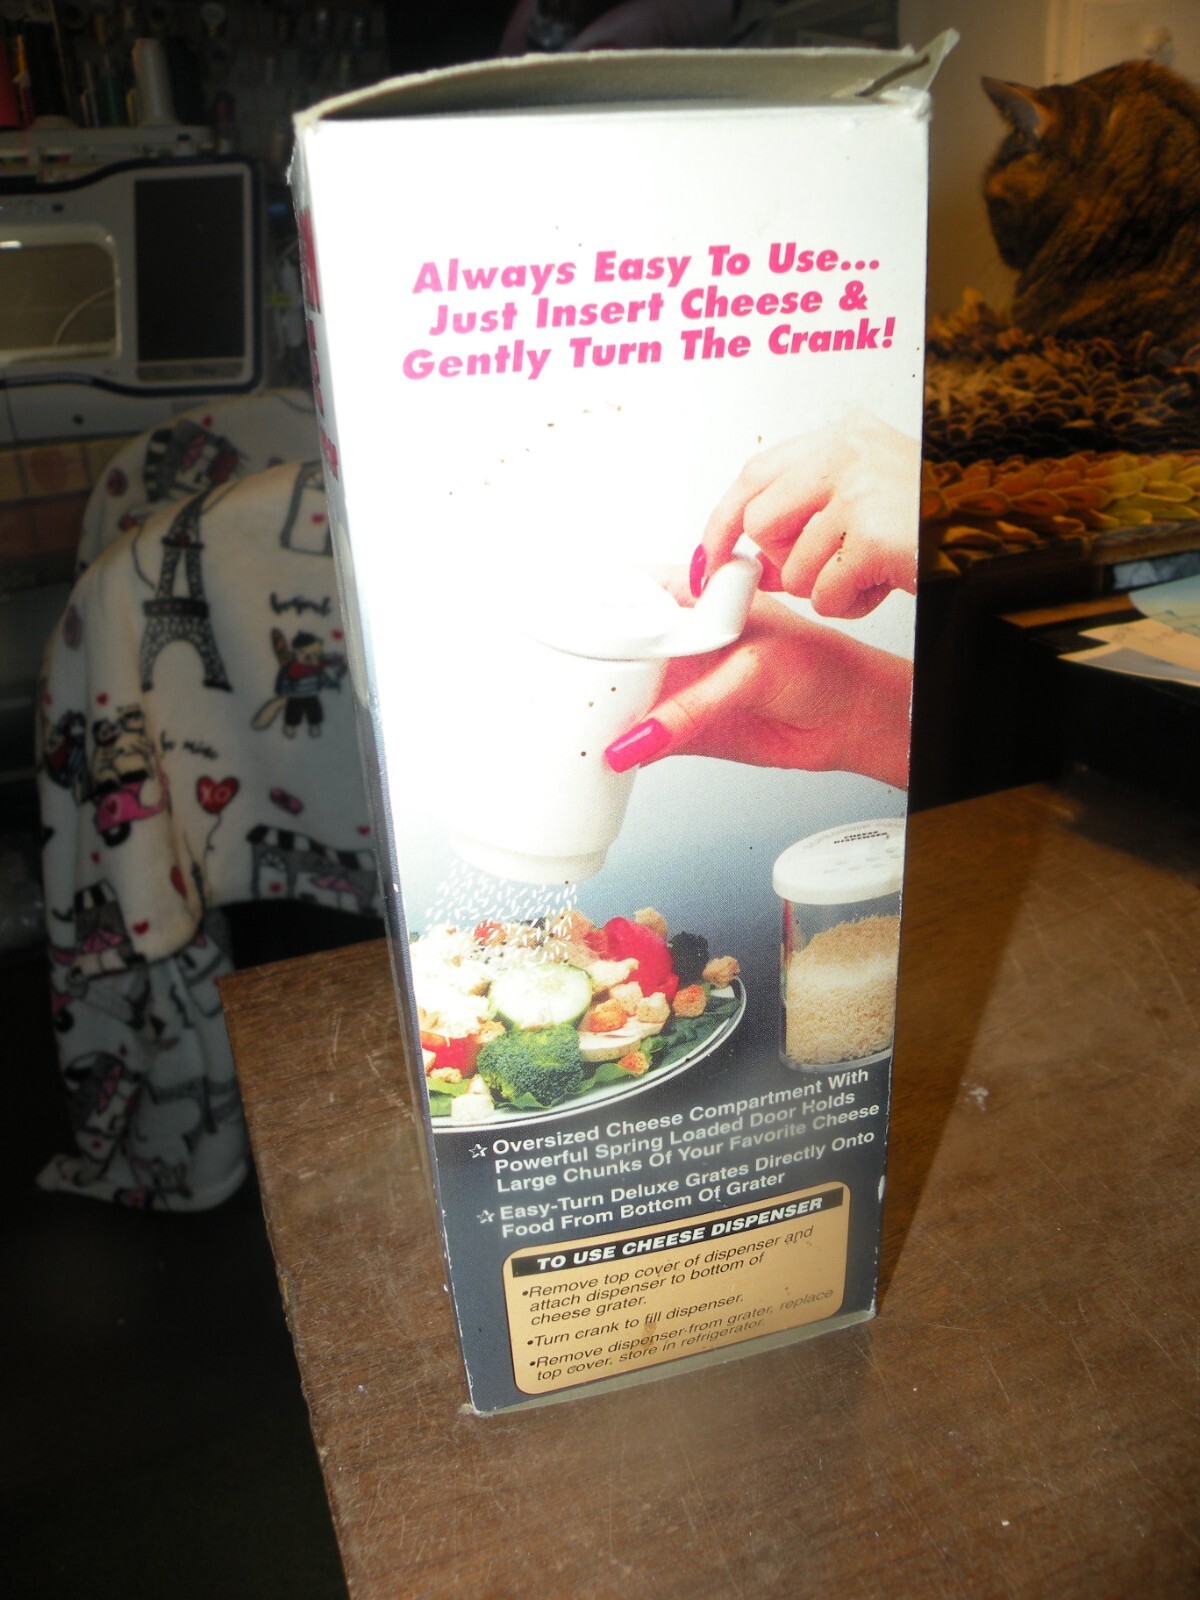 Always Easy To Use...
Just Insert Cheese &
Gently Turn The Crank!
CHEESE
DISPENSER
☆ Oversized Cheese Compartment With
Powerful Spring Loaded Door Holds
Large Chunks Of Your Favorite Cheese
☆ Easy-Turn Deluxe Grates Directly Onto
Food From Bottom Of Grater
TO USE CHEESE DISPENSER
•Remove top cover of dispenser and
attach dispenser to bottom of
cheese grater.
•Turn crank to fill dispenser.
•Remove dispenser from grater, replace
top cover, store in refrigerator.
XO